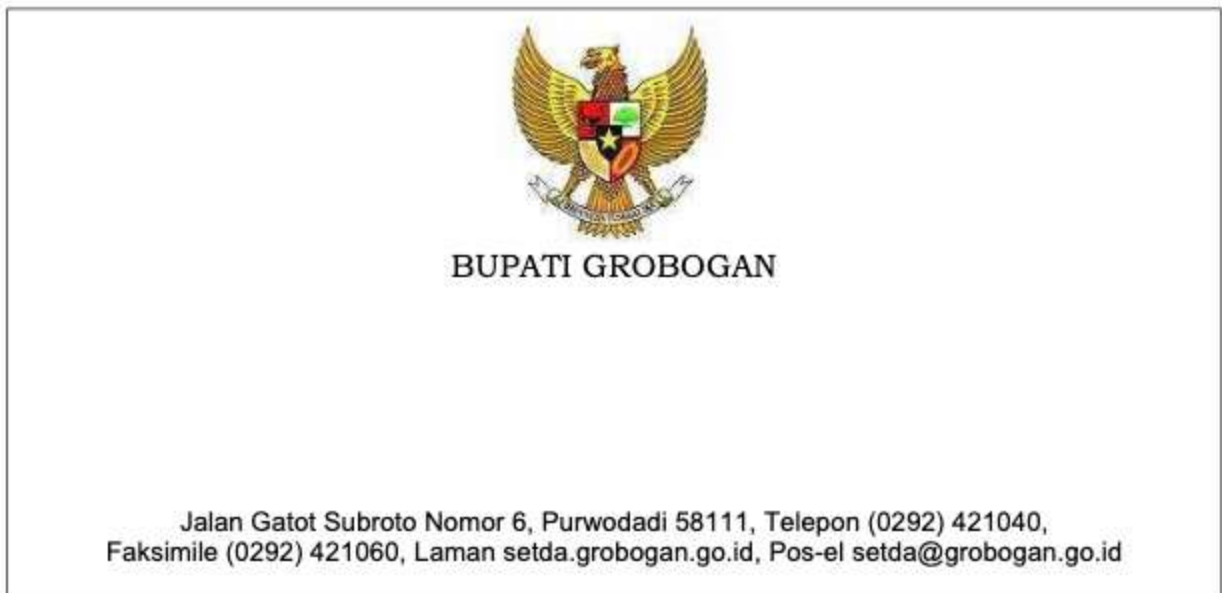 BUPATI GROBOGAN
Jalan Gatot Subroto Nomor 6, Purwodadi 58111, Telepon (0292) 421040,
Faksimile (0292) 421060, Laman setda.grobogan.go.id, Pos-el setda@grobogan.go.id